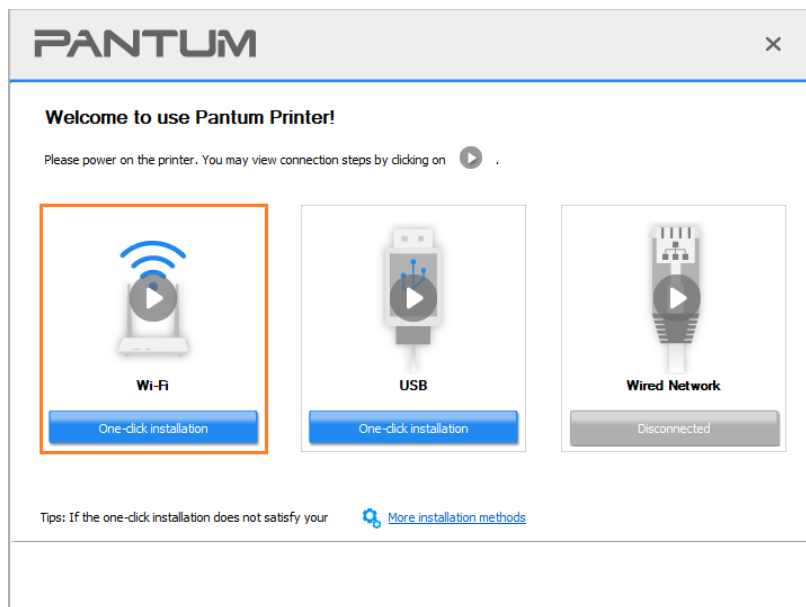 PANTUM
Welcome to use Pantum Printer!
Please power on the printer. You may view connection steps by clicking on .
Wi-Fi
USB
Wired Network
One-click installation
One-click installation
Disconnected
Tips: If the one-click installation does not satisfy your More installation methods